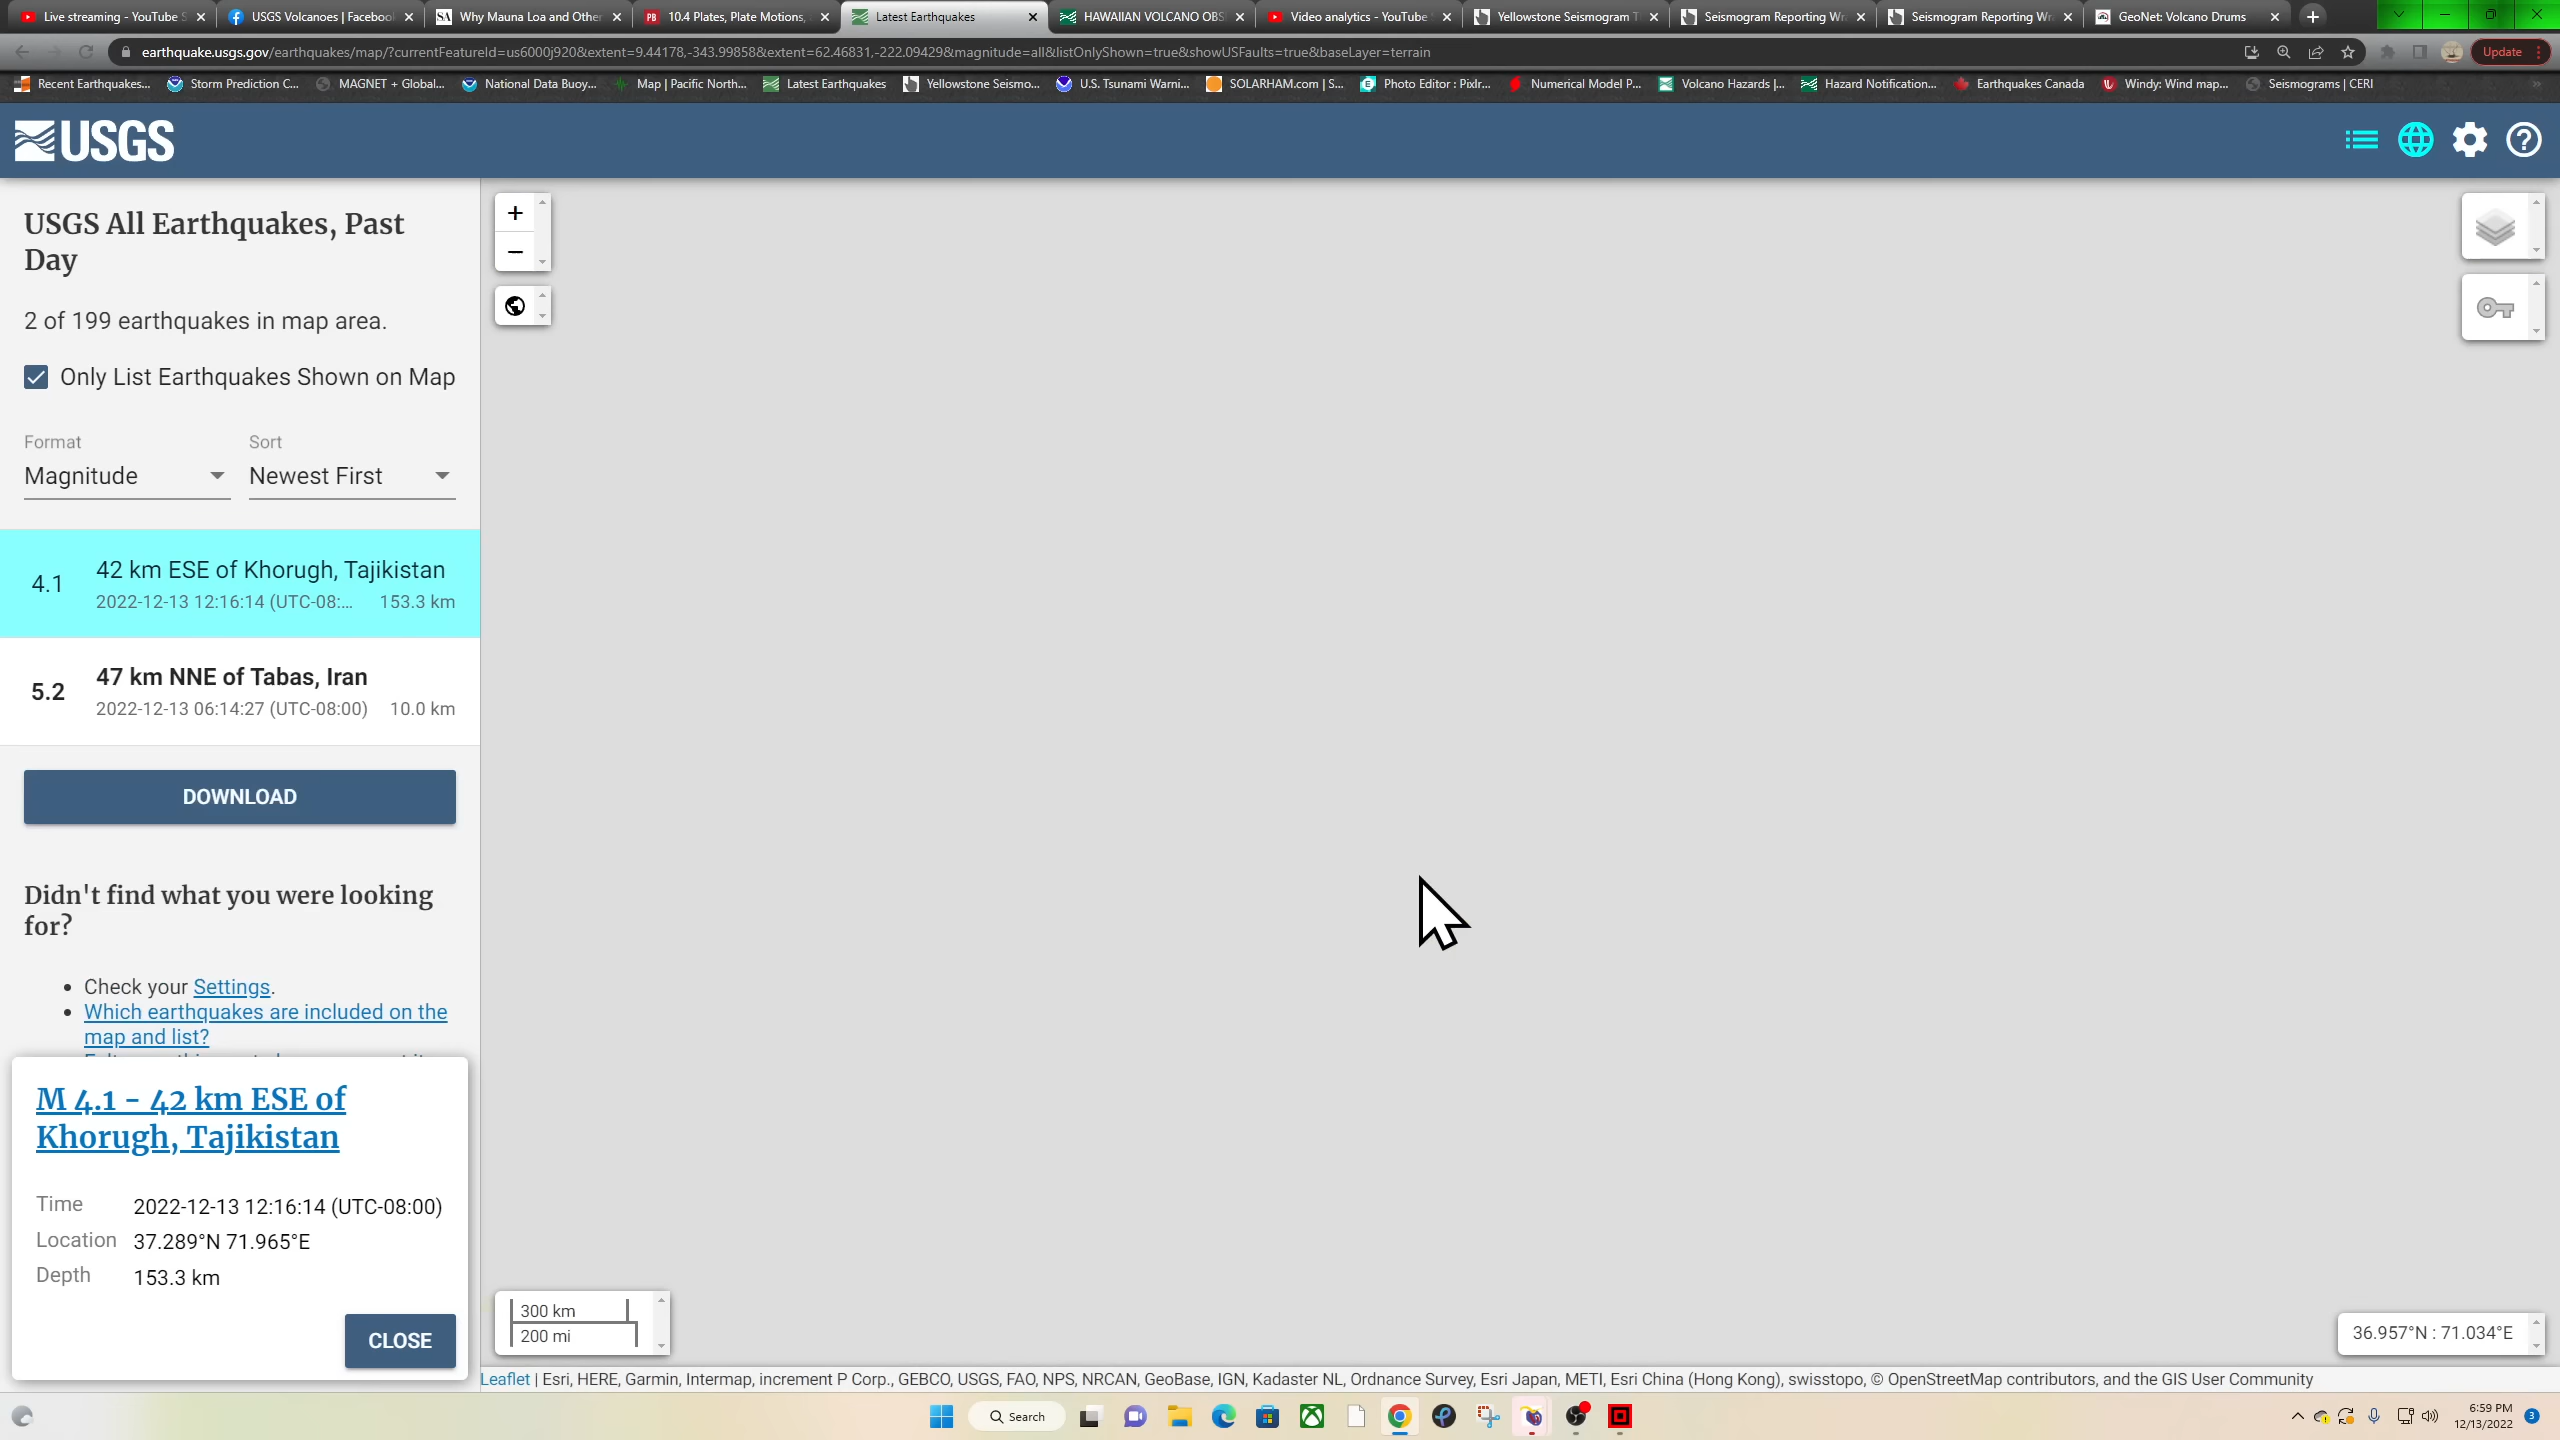 Live streaming - YouTube S
USGS Volcanoes | Facebook
SA Why Mauna Loa and Other
PB 10.4 Plates, Plate Motions,
Latest Earthquakes
HAWAIIAN VOLCANO OBS
Video analytics - YouTube
Yellowstone Seismogram T
Seismogram Reporting Wr
Seismogram Reporting Wr
GeoNet: Volcano Drums
earthquake.usgs.gov/earthquakes/map/?currentFeatureId=us6000j920&extent=9.44178,-343.99858&extent=62.46831,-222.09429&magnitude=all&listOnlyShown=true&showUSFaults=true&baseLayer=terrain
Update
Recent Earthquakes...
Storm Prediction C...
MAGNET + Global...
National Data Buoy...
Map | Pacific North...
Latest Earthquakes
Yellowstone Seismo...
U.S. Tsunami Warni...
SOLARHAM.com | S...
Photo Editor : Pixlr...
Numerical Model P...
Volcano Hazards |...
Hazard Notification...
Earthquakes Canada
Windy: Wind map...
Seismograms | CERI
USGS
USGS All Earthquakes, Past
Day
2 of 199 earthquakes in map area.
Only List Earthquakes Shown on Map
Format Sort
Magnitude Newest First
4.1 42 km ESE of Khorugh, Tajikistan
2022-12-13 12:16:14 (UTC-08:... 153.3 km
5.2 47 km NNE of Tabas, Iran
2022-12-13 06:14:27 (UTC-08:00) 10.0 km
DOWNLOAD
Didn't find what you were looking
for?
Check your Settings.
Which earthquakes are included on the
map and list?
M 4.1 - 42 km ESE of
Khorugh, Tajikistan
Time 2022-12-13 12:16:14 (UTC-08:00)
Location 37.289°N 71.965°E
Depth 153.3 km
CLOSE
+
−
300 km
200 mi
36.957°N : 71.034°E
Leaflet | Esri, HERE, Garmin, Intermap, increment P Corp., GEBCO, USGS, FAO, NPS, NRCAN, GeoBase, IGN, Kadaster NL, Ordnance Survey, Esri Japan, METI, Esri China (Hong Kong), swisstopo, © OpenStreetMap contributors, and the GIS User Community
Search
6:59 PM
12/13/2022
3